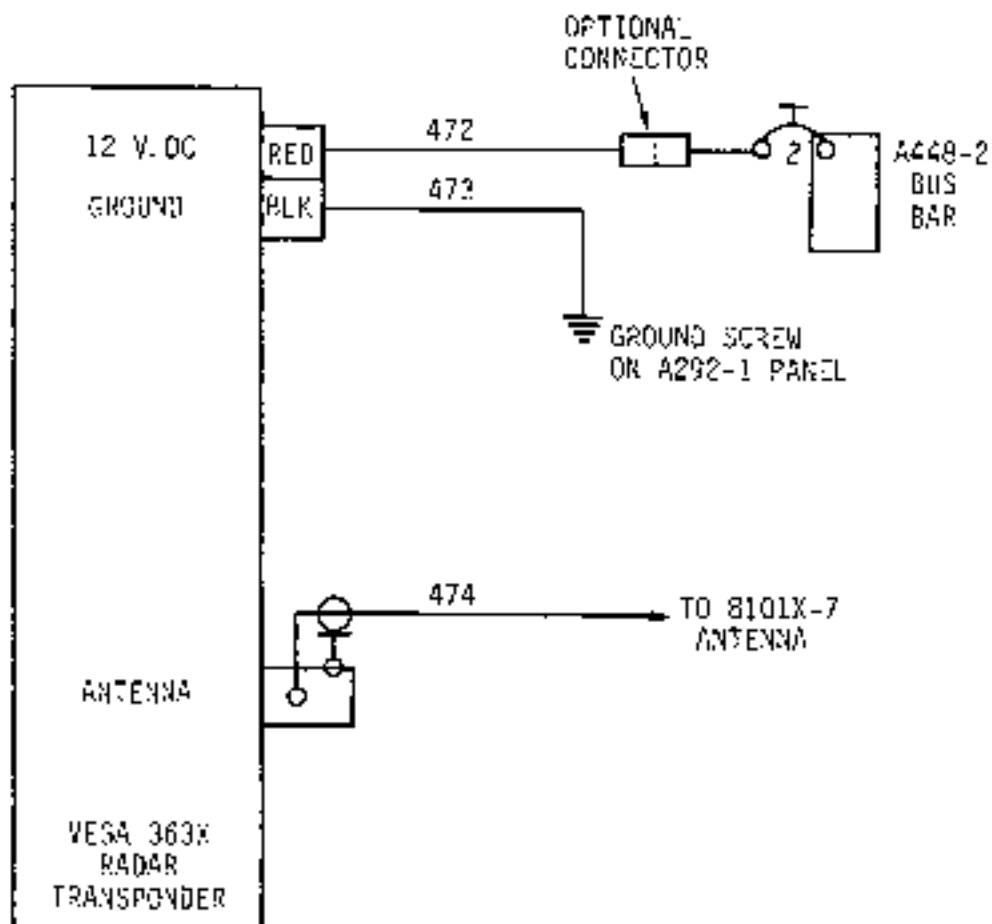 OPTIONAL
CONNECTOR
12 V.DC
RED
472
2
A448-2
BUS
BAR
GROUND
BLK
473
GROUND SCREW
ON A292-1 PANEL
474
TO 8101X-7
ANTENNA
ANTENNA
VEGA 363X
RADAR
TRANSPONDER